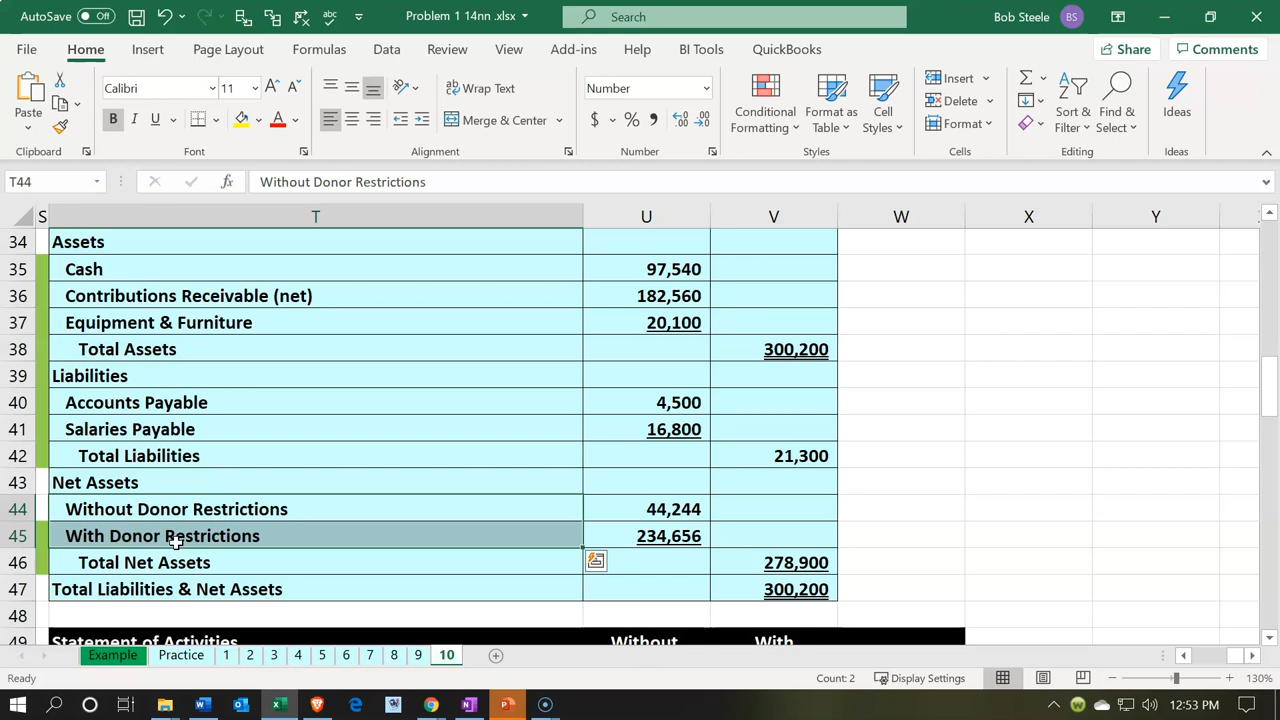 AutoSave Off Problem 1 14nn .xlsx Search Bob Steele BS
File Home Insert Page Layout Formulas Data Review View Add-ins Help BI Tools QuickBooks Share Comments
Paste Calibri 11 A A Wrap Text Number Conditional Formatting Format as Table Cell Styles Insert Σ Sort & Filter Find & Select Ideas
B I U A Merge & Center $ % 9 Delete
Format
Clipboard Font Alignment Number Styles Cells Editing Ideas
T44 fx Without Donor Restrictions
S T U V W X Y Z
34 Assets
35 Cash 97,540
36 Contributions Receivable (net) 182,560
37 Equipment & Furniture 20,100
38 Total Assets 300,200
39 Liabilities
40 Accounts Payable 4,500
41 Salaries Payable 16,800
42 Total Liabilities 21,300
43 Net Assets
44 Without Donor Restrictions 44,244
45 With Donor Restrictions 234,656
46 Total Net Assets 278,900
47 Total Liabilities & Net Assets 300,200
48
49 Statement of Activities Without With
Example Practice 1 2 3 4 5 6 7 8 9 10
Ready Count: 2 Display Settings 130%
12:53 PM